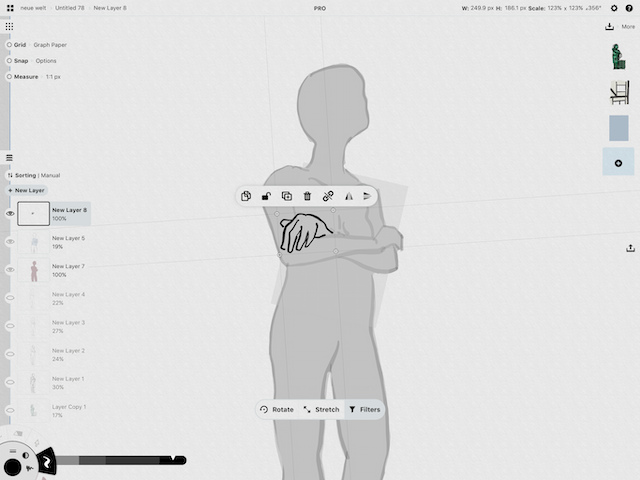 neue welt · Untitled 78 · New Layer 8
PRO
W: 249.9 px H: 166.1 px Scale: 123% x 123% ⦟356°
Grid · Graph Paper
Snap · Options
Measure · 1:1 px
More
Sorting | Manual
+ New Layer
New Layer 8
100%
New Layer 5
19%
New Layer 7
100%
New Layer 4
22%
New Layer 3
27%
New Layer 2
24%
New Layer 1
30%
Layer Copy 1
17%
Rotate
Stretch
Filters